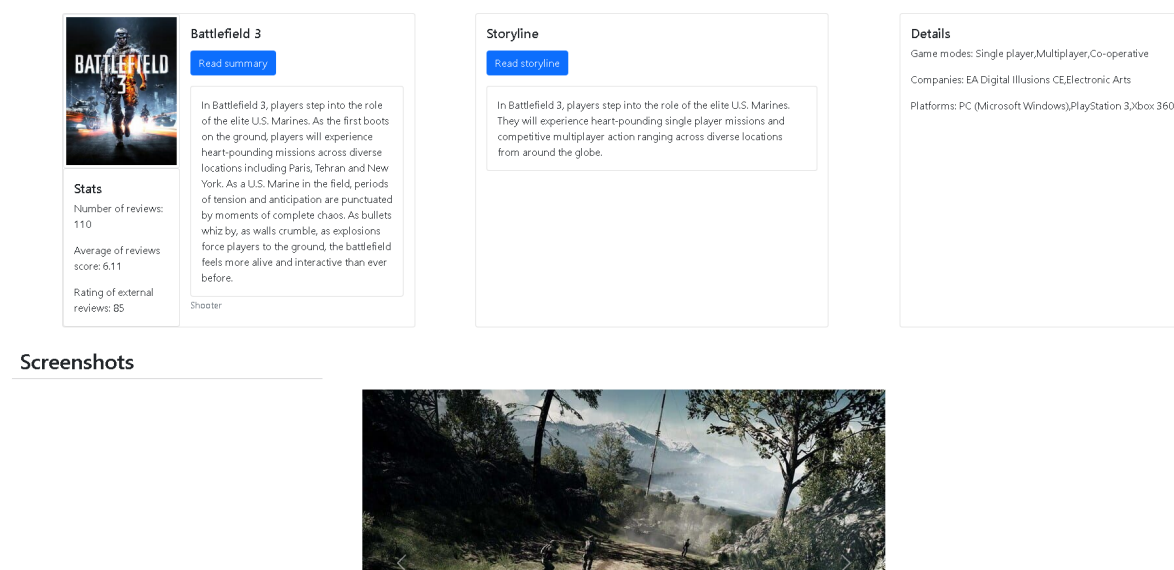 BATTLEFIELD
3
Battlefield 3
Read summary
In Battlefield 3, players step into the role
of the elite U.S. Marines. As the first boots
on the ground, players will experience
heart-pounding missions across diverse
locations including Paris, Tehran and New
York. As a U.S. Marine in the field, periods
of tension and anticipation are punctuated
by moments of complete chaos. As bullets
whiz by, as walls crumble, as explosions
force players to the ground, the battlefield
feels more alive and interactive than ever
before.
Shooter
Stats
Number of reviews:
110
Average of reviews
score: 6.11
Rating of external
reviews: 85
Storyline
Read storyline
In Battlefield 3, players step into the role of the elite U.S. Marines.
They will experience heart-pounding single player missions and
competitive multiplayer action ranging across diverse locations
from around the globe.
Details
Game modes: Single player,Multiplayer,Co-operative
Companies: EA Digital Illusions CE,Electronic Arts
Platforms: PC (Microsoft Windows),PlayStation 3,Xbox 360
Screenshots